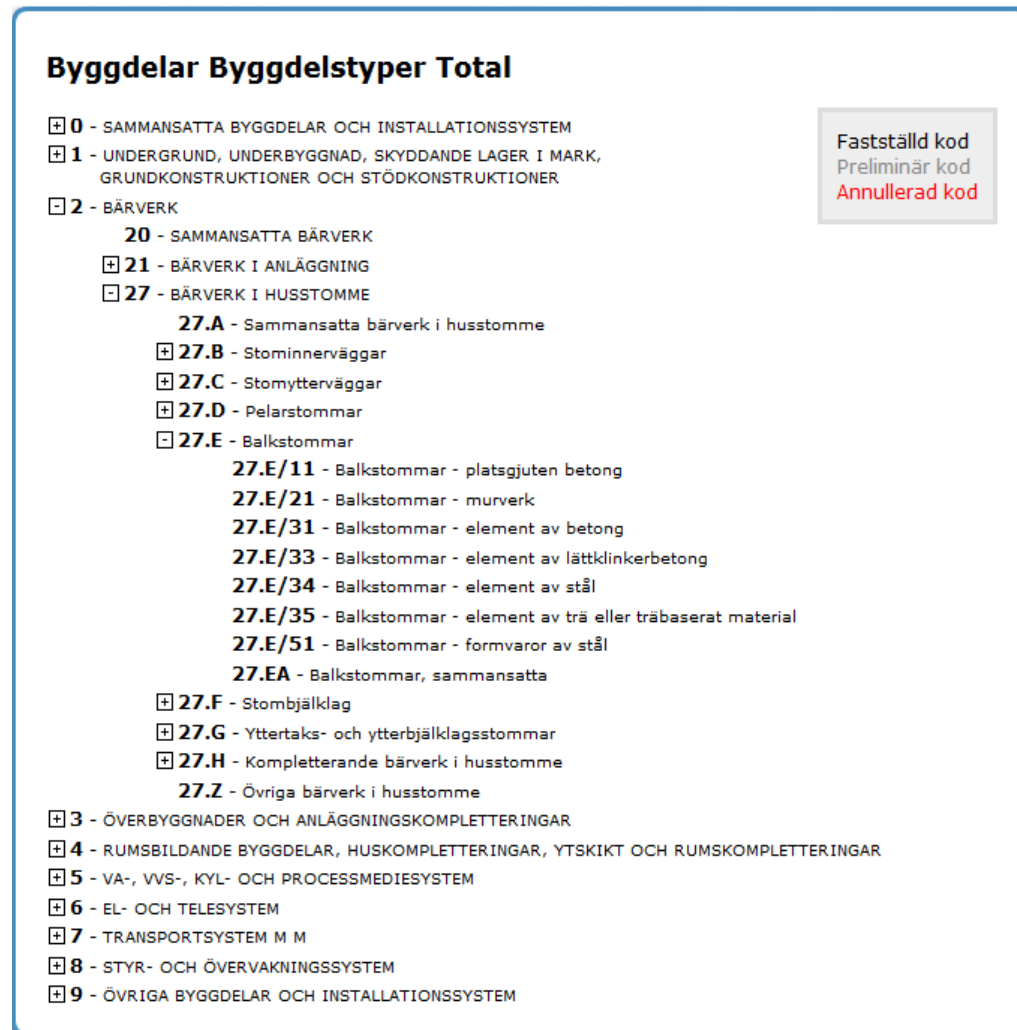 Byggdelar Byggdelstyper Total
0 - SAMMANSATTA BYGGDELAR OCH INSTALLATIONSSYSTEM
1 - UNDERGRUND, UNDERBYGGNAD, SKYDDANDE LAGER I MARK,
GRUNDKONSTRUKTIONER OCH STÖDKONSTRUKTIONER
Fastställd kod
Preliminär kod
Annullerad kod
2 - BÄRVERK
20 - SAMMANSATTA BÄRVERK
21 - BÄRVERK I ANLÄGGNING
27 - BÄRVERK I HUSSTOMME
27.A - Sammansatta bärverk i husstomme
27.B - Stominnerväggar
27.C - Stomytterväggar
27.D - Pelarstommar
27.E - Balkstommar
27.E/11 - Balkstommar - platsgjuten betong
27.E/21 - Balkstommar - murverk
27.E/31 - Balkstommar - element av betong
27.E/33 - Balkstommar - element av lättklinkerbetong
27.E/34 - Balkstommar - element av stål
27.E/35 - Balkstommar - element av trä eller träbaserat material
27.E/51 - Balkstommar - formvaror av stål
27.EA - Balkstommar, sammansatta
27.F - Stombjälklag
27.G - Yttertaks- och ytterbjälklagsstommar
27.H - Kompletterande bärverk i husstomme
27.Z - Övriga bärverk i husstomme
3 - ÖVERBYGGNADER OCH ANLÄGGNINGSKOMPLETTERINGAR
4 - RUMSBILDANDE BYGGDELAR, HUSKOMPLETTERINGAR, YTSKIKT OCH RUMSKOMPLETTERINGAR
5 - VA-, VVS-, KYL- OCH PROCESSMEDIESYSTEM
6 - EL- OCH TELESYSTEM
7 - TRANSPORTSYSTEM M M
8 - STYR- OCH ÖVERVAKNINGSSYSTEM
9 - ÖVRIGA BYGGDELAR OCH INSTALLATIONSSYSTEM